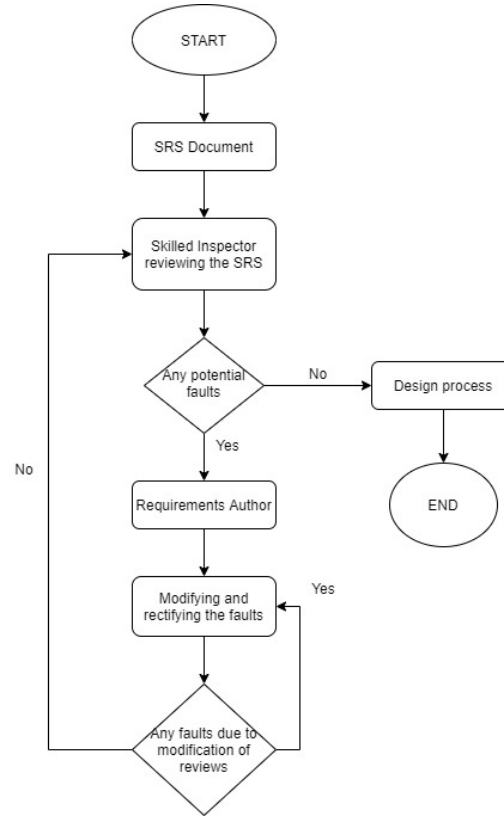 START
SRS Document
Skilled Inspector
reviewing the SRS
Any potential
faults
No
Design process
Yes
No
END
Requirements Author
Modifying and
rectifying the faults
Yes
Any faults due to
modification of
reviews